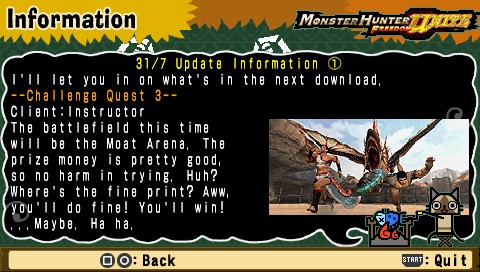 Information
MONSTER HUNTER
FREEDOM UNITE
31/7 Update Information ①
I'll let you in on what's in the next download.
--Challenge Quest 3--
Client:Instructor
The battlefield this time
will be the Moat Arena. The
prize money is pretty good,
so no harm in trying, Huh?
Where's the fine print? Aww,
you'll do fine! You'll win!
...Maybe. Ha ha.
: Back
START: Quit